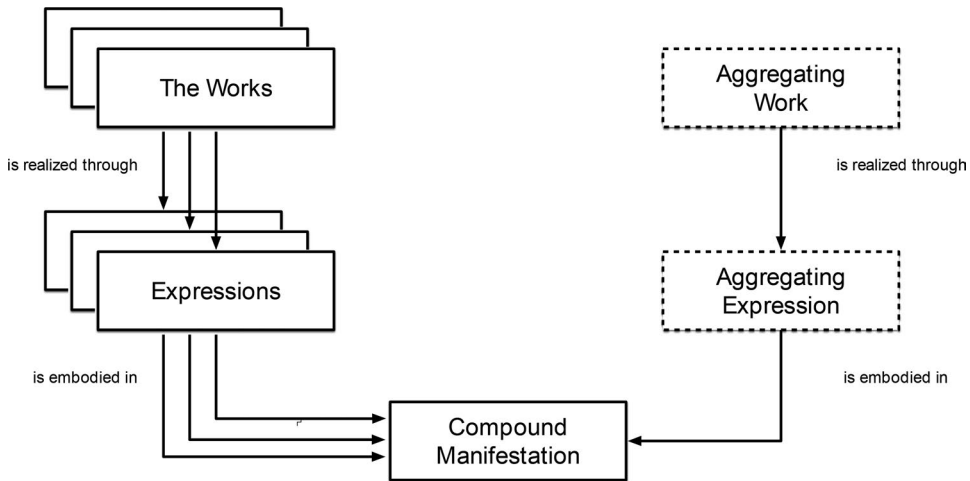 The Works
Aggregating
Work
is realized through
is realized through
Expressions
Aggregating
Expression
is embodied in
is embodied in
Compound
Manifestation